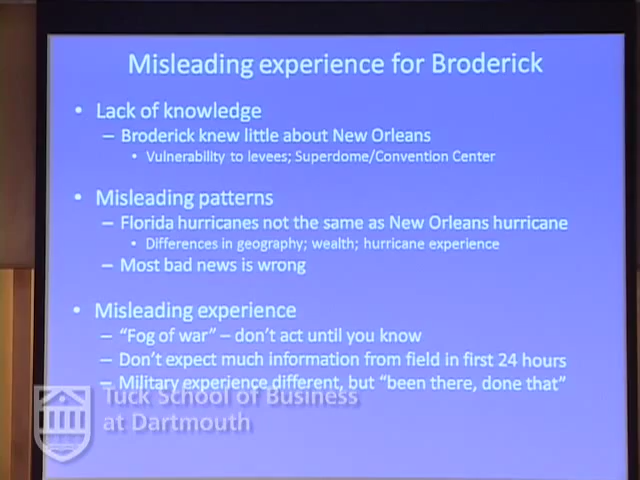 Misleading experience for Broderick
• Lack of knowledge
– Broderick knew little about New Orleans
• Vulnerability to levees; Superdome/Convention Center
• Misleading patterns
– Florida hurricanes not the same as New Orleans hurricane
• Differences in geography; wealth; hurricane experience
– Most bad news is wrong
• Misleading experience
– “Fog of war” – don’t act until you know
– Don’t expect much information from field in first 24 hours
– Military experience different, but “been there, done that”
Tuck School of Business
at Dartmouth